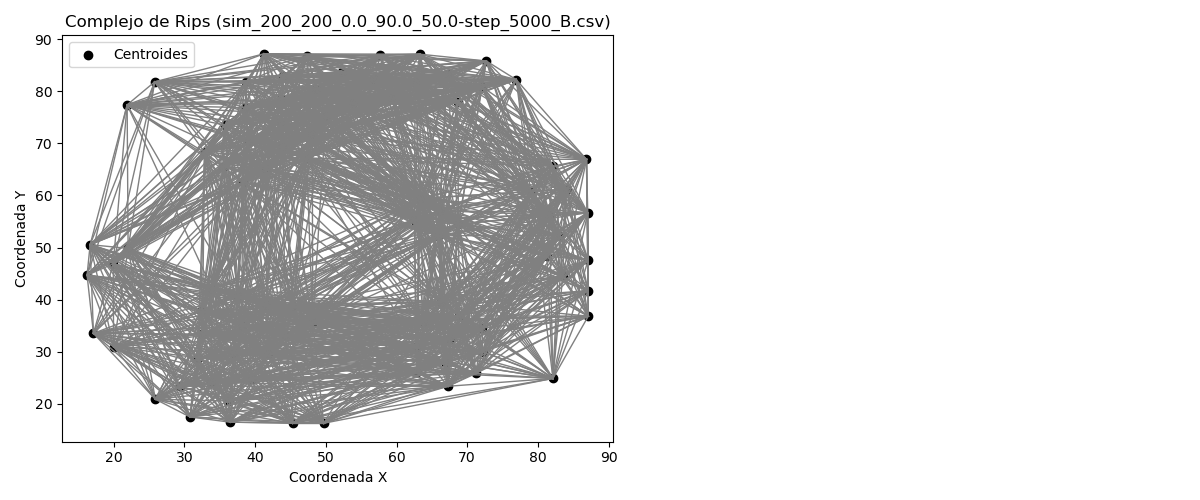 Complejo de Rips (sim_200_200_0.0_90.0_50.0-step_5000_B.csv)
Centroides
90
80
70
60
50
40
30
20
Coordenada Y
20 30 40 50 60 70 80 90
Coordenada X